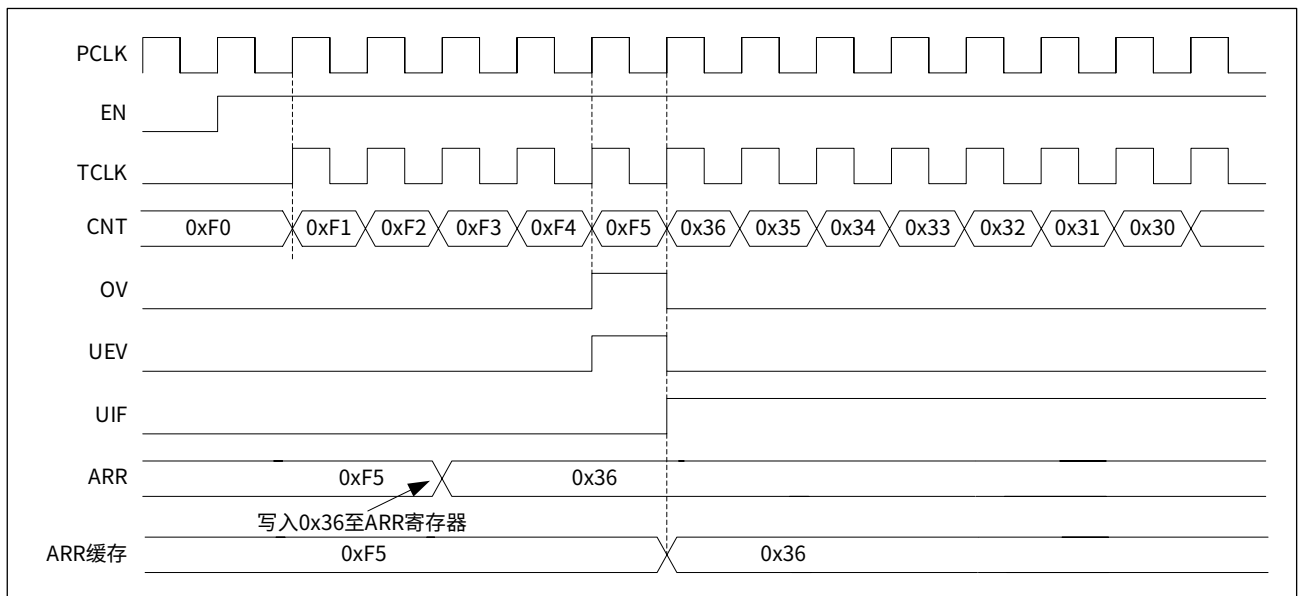 PCLK
EN
TCLK
CNT 0xF0 0xF1 0xF2 0xF3 0xF4 0xF5 0x36 0x35 0x34 0x33 0x32 0x31 0x30
OV
UEV
UIF
ARR 0xF5 0x36
写入0x36至ARR寄存器
ARR缓存 0xF5 0x36